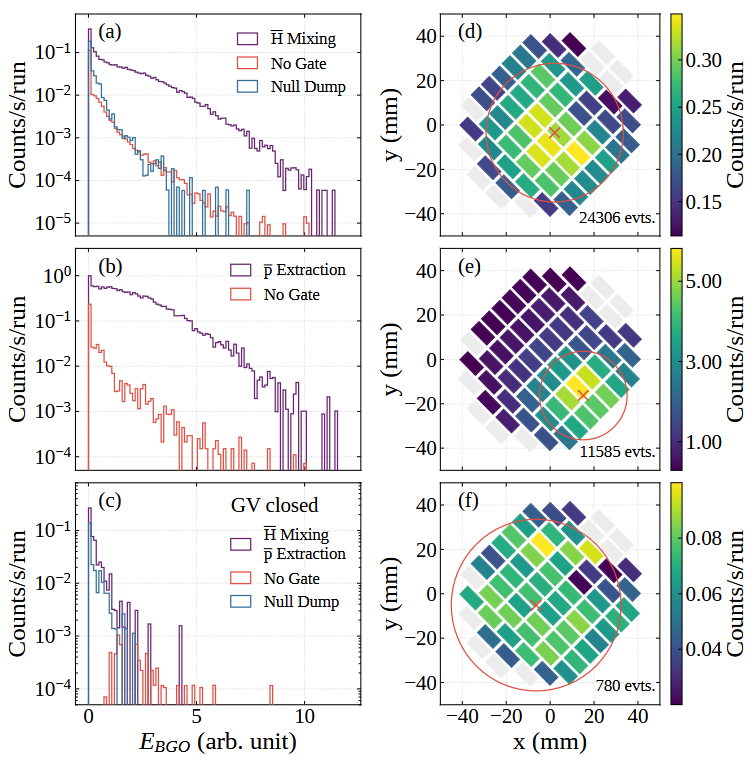 (a)
H̅ Mixing
No Gate
Null Dump
10⁻¹
10⁻²
10⁻³
10⁻⁴
10⁻⁵
Counts/s/run
(d)
40
20
0
−20
−40
y (mm)
24306 evts.
0.30
0.25
0.20
0.15
Counts/s/run
(b)
p̅ Extraction
No Gate
10⁰
10⁻¹
10⁻²
10⁻³
10⁻⁴
Counts/s/run
(e)
40
20
0
−20
−40
y (mm)
11585 evts.
5.00
3.00
1.00
Counts/s/run
(c)
GV closed
H̅ Mixing
p̅ Extraction
No Gate
Null Dump
10⁻¹
10⁻²
10⁻³
10⁻⁴
Counts/s/run
0 5 10
E_BGO (arb. unit)
(f)
40
20
0
−20
−40
y (mm)
780 evts.
−40 −20 0 20 40
x (mm)
0.08
0.06
0.04
Counts/s/run